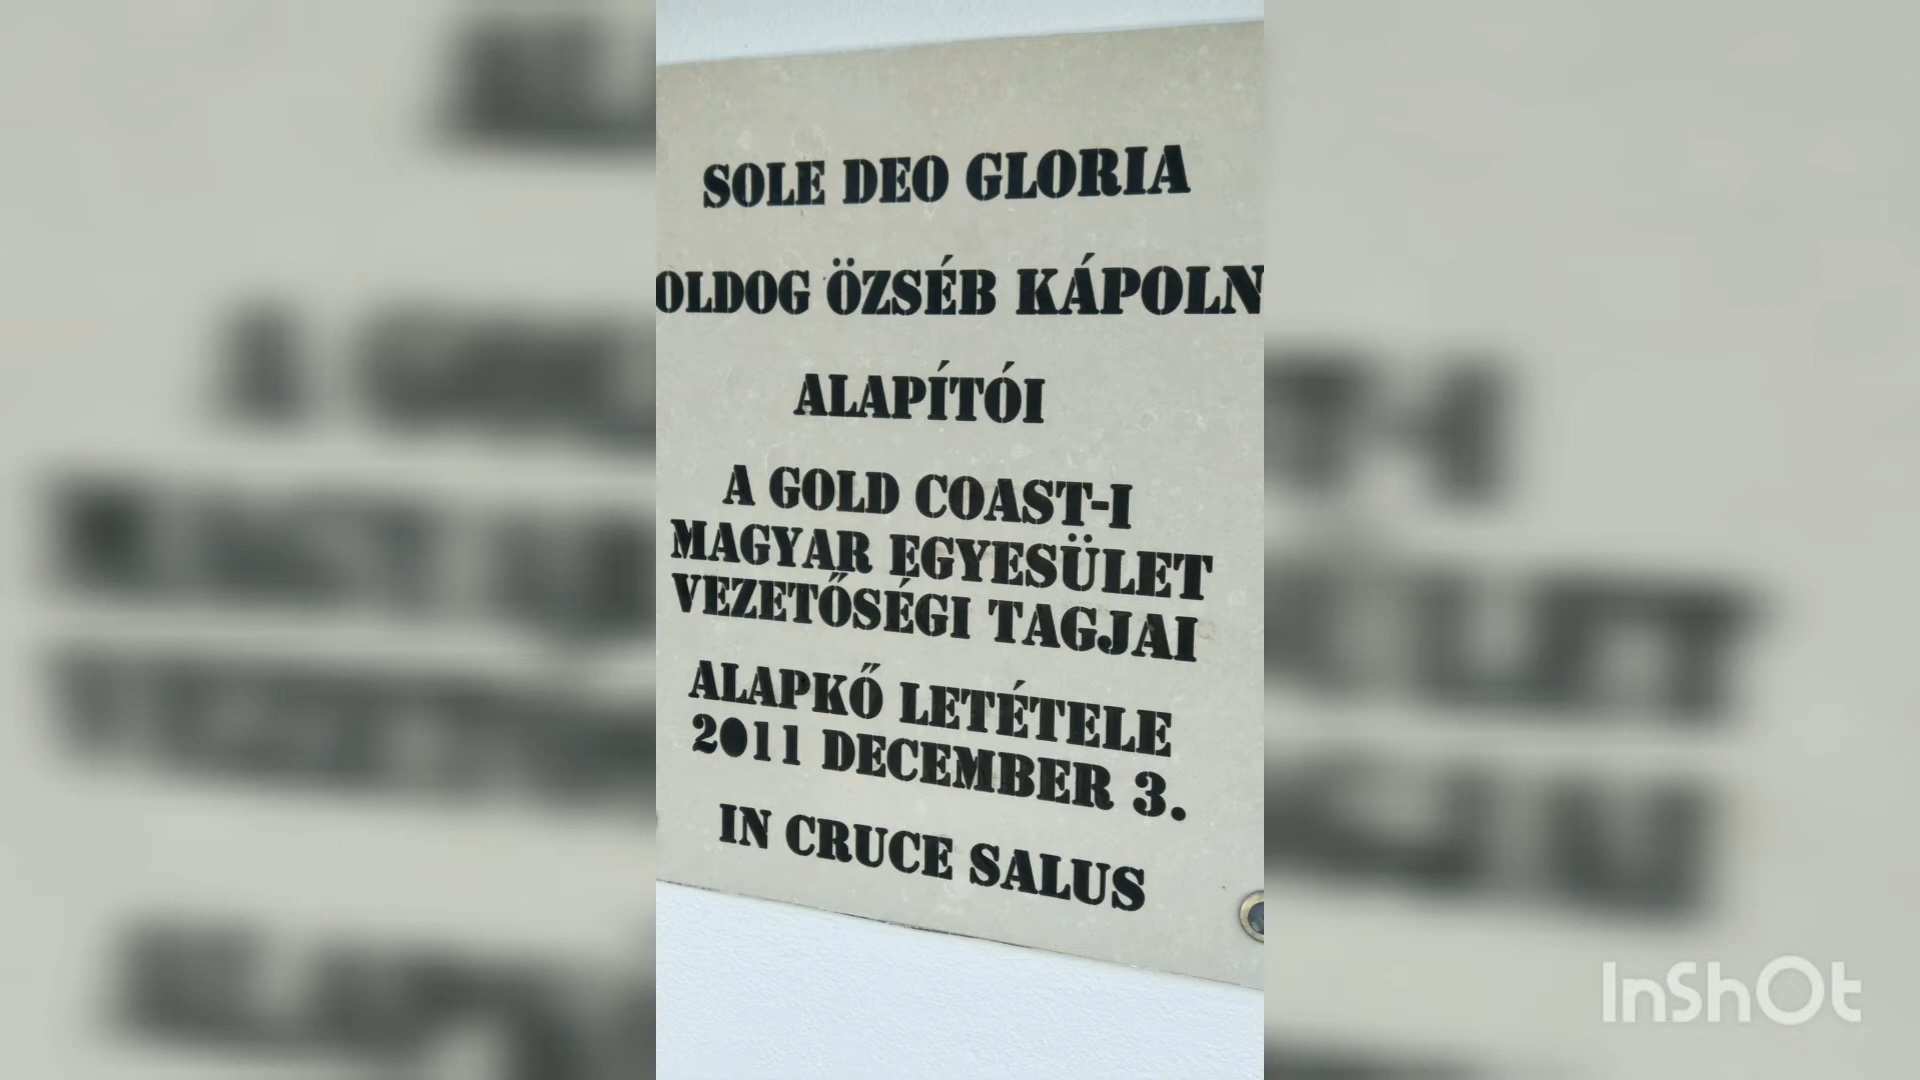 SOLE DEO GLORIA
OLDOG ÖZSÉB KÁPOLN
ALAPÍTÓI
A GOLD COAST-I
MAGYAR EGYESÜLET
VEZETŐSÉGI TAGJAI
ALAPKŐ LETÉTELE
2011 DECEMBER 3.
IN CRUCE SALUS
InShOt